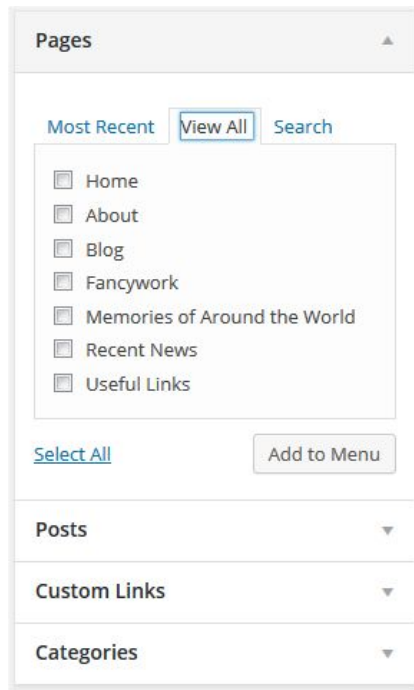 Pages
Most Recent View All Search
Home
About
Blog
Fancywork
Memories of Around the World
Recent News
Useful Links
Select All Add to Menu
Posts
Custom Links
Categories